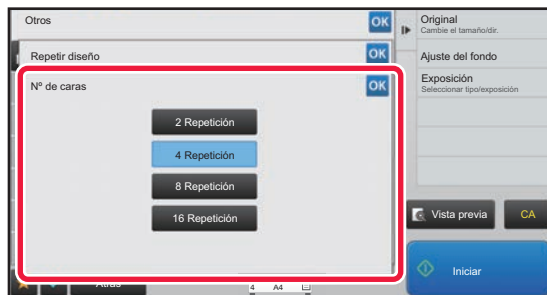 Otros
OK
Repetir diseño
OK
Nº de caras
OK
2 Repetición
4 Repetición
8 Repetición
16 Repetición
Atrás
4 A4
Original
Cambie el tamaño/dir.
Ajuste del fondo
Exposición
Seleccionar tipo/exposición
Vista previa
CA
Iniciar